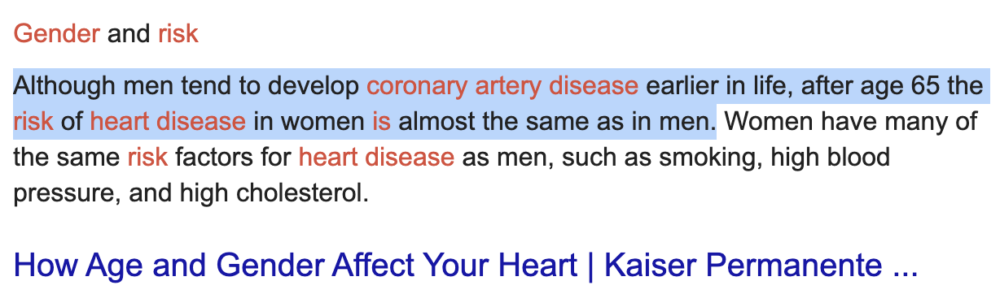 Gender and risk
Although men tend to develop coronary artery disease earlier in life, after age 65 the
risk of heart disease in women is almost the same as in men. Women have many of
the same risk factors for heart disease as men, such as smoking, high blood
pressure, and high cholesterol.
How Age and Gender Affect Your Heart | Kaiser Permanente ...